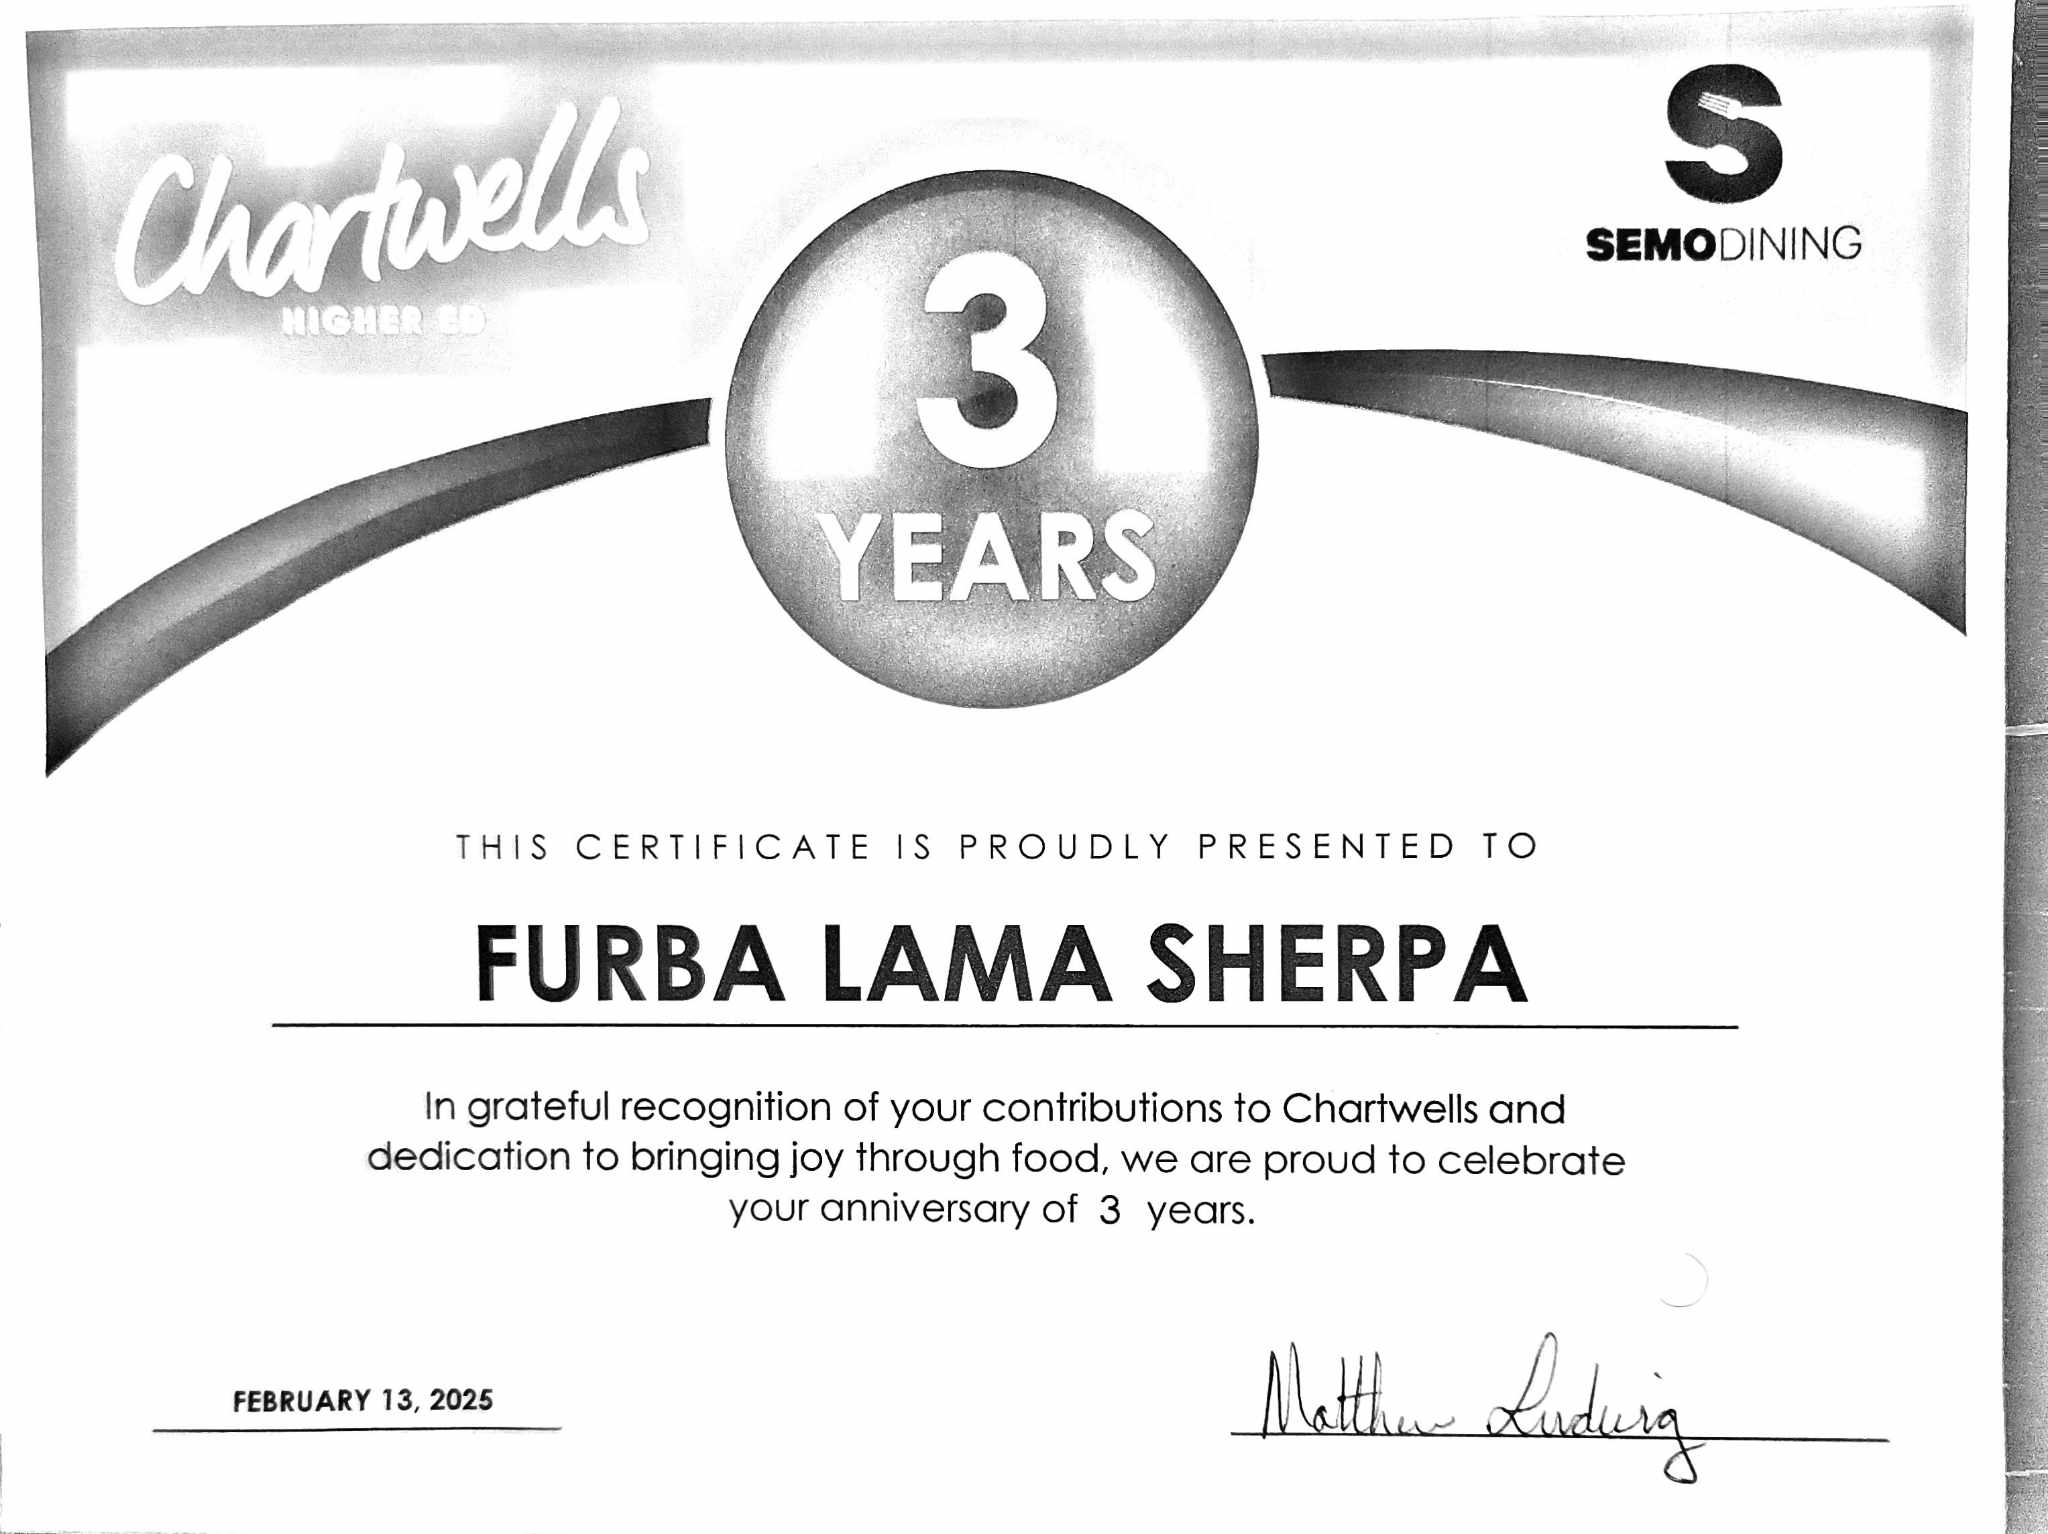 Chartwells
HIGHER ED
SEMODINING
3
YEARS
THIS CERTIFICATE IS PROUDLY PRESENTED TO
FURBA LAMA SHERPA
In grateful recognition of your contributions to Chartwells and
dedication to bringing joy through food, we are proud to celebrate
your anniversary of 3 years.
FEBRUARY 13, 2025
Matthew Ludwig